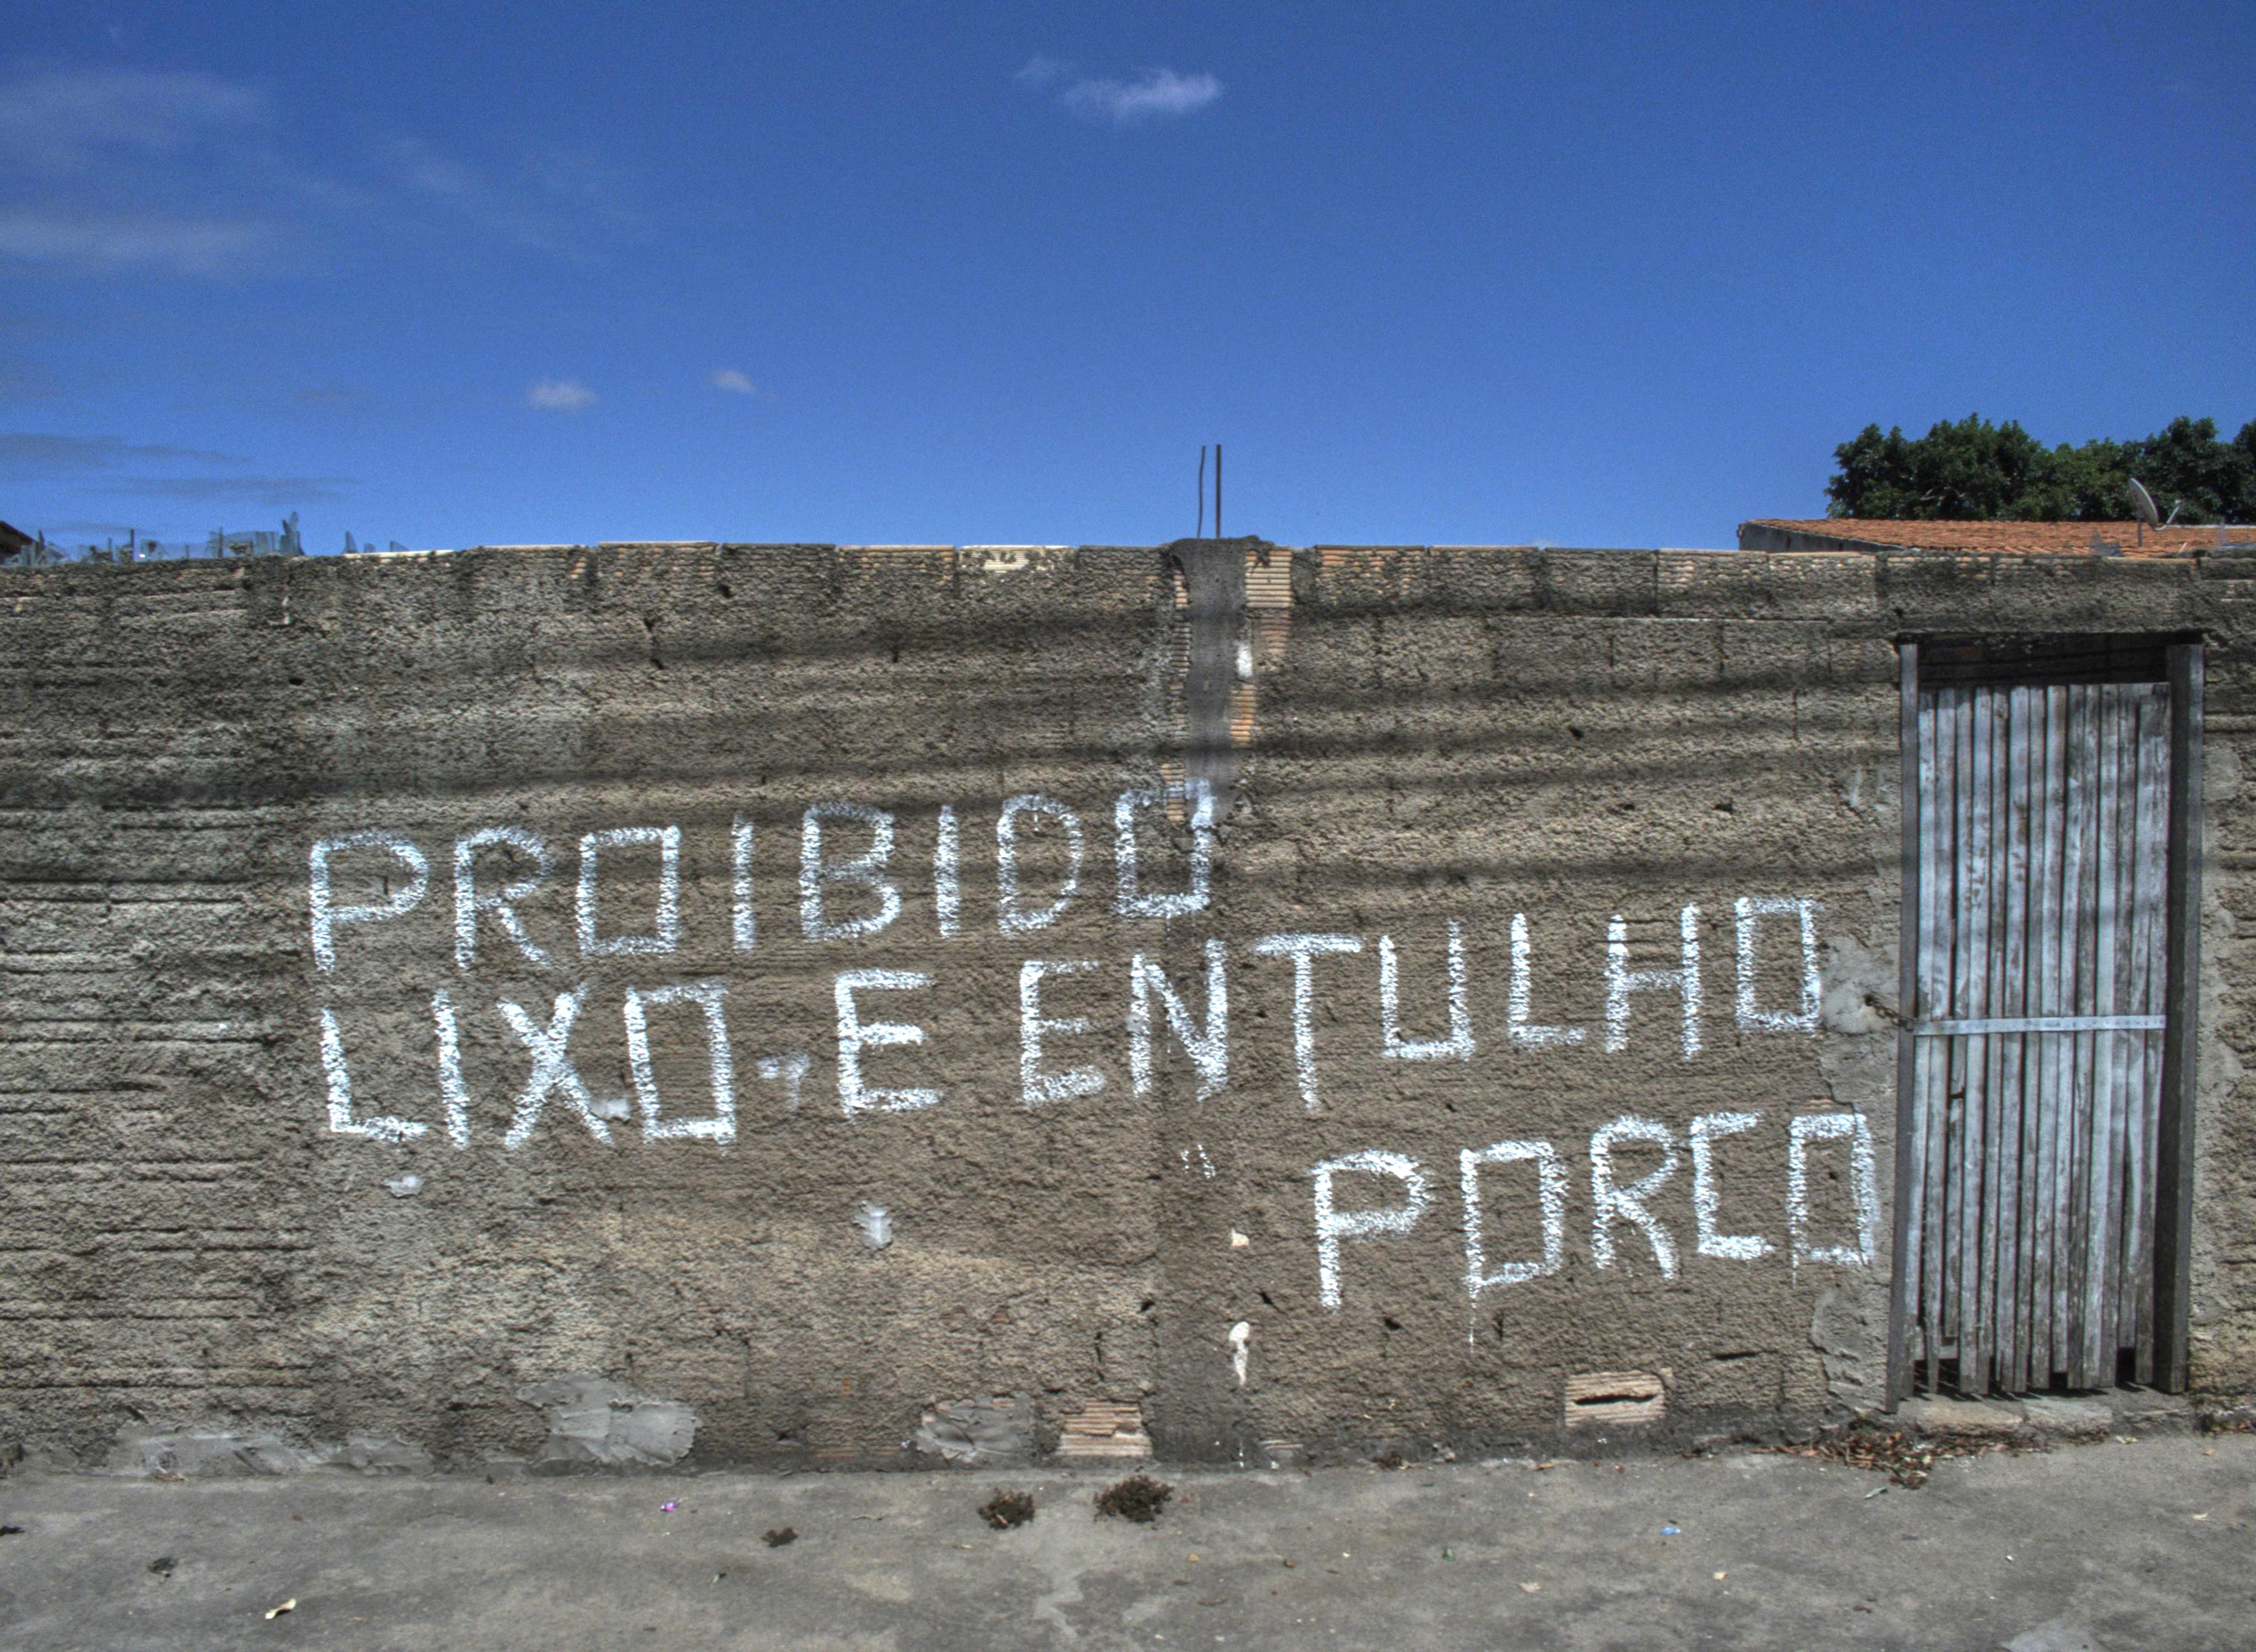 PROIBIDO
LIXO-E ENTULHO
PORCO